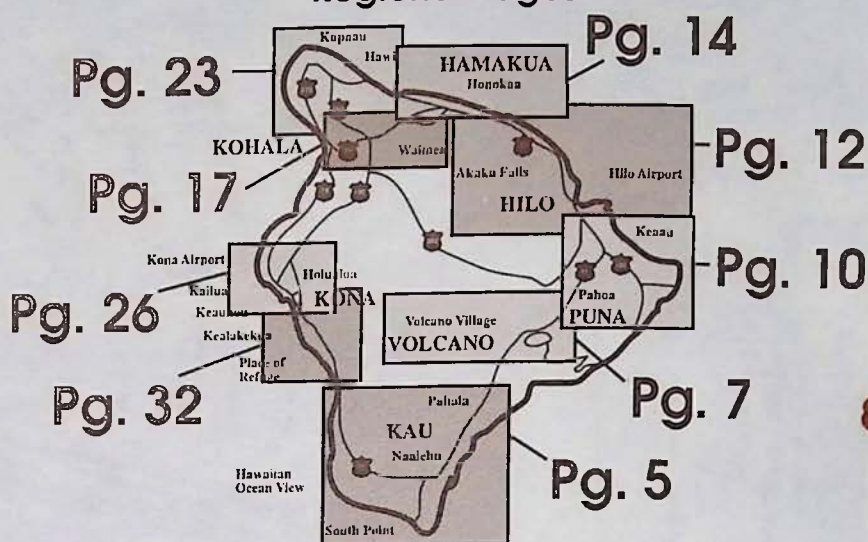 Kapaau
Hawi
Pg. 14
HAMAKUA
Honokaa
Pg. 23
KOHALA
Waimea
Pg. 12
Akaka Falls
Hilo Airport
Pg. 17
HILO
Keaau
Kona Airport
Holualoa
Pg. 10
Kailua
KONA
Pahoa
Keauhou
PUNA
Pg. 26
Volcano Village
VOLCANO
Kealakekua
Place of
Refuge
Pg. 7
Pg. 32
Pahala
KAU
Naalehu
Pg. 5
Hawaiian
Ocean View
South Point